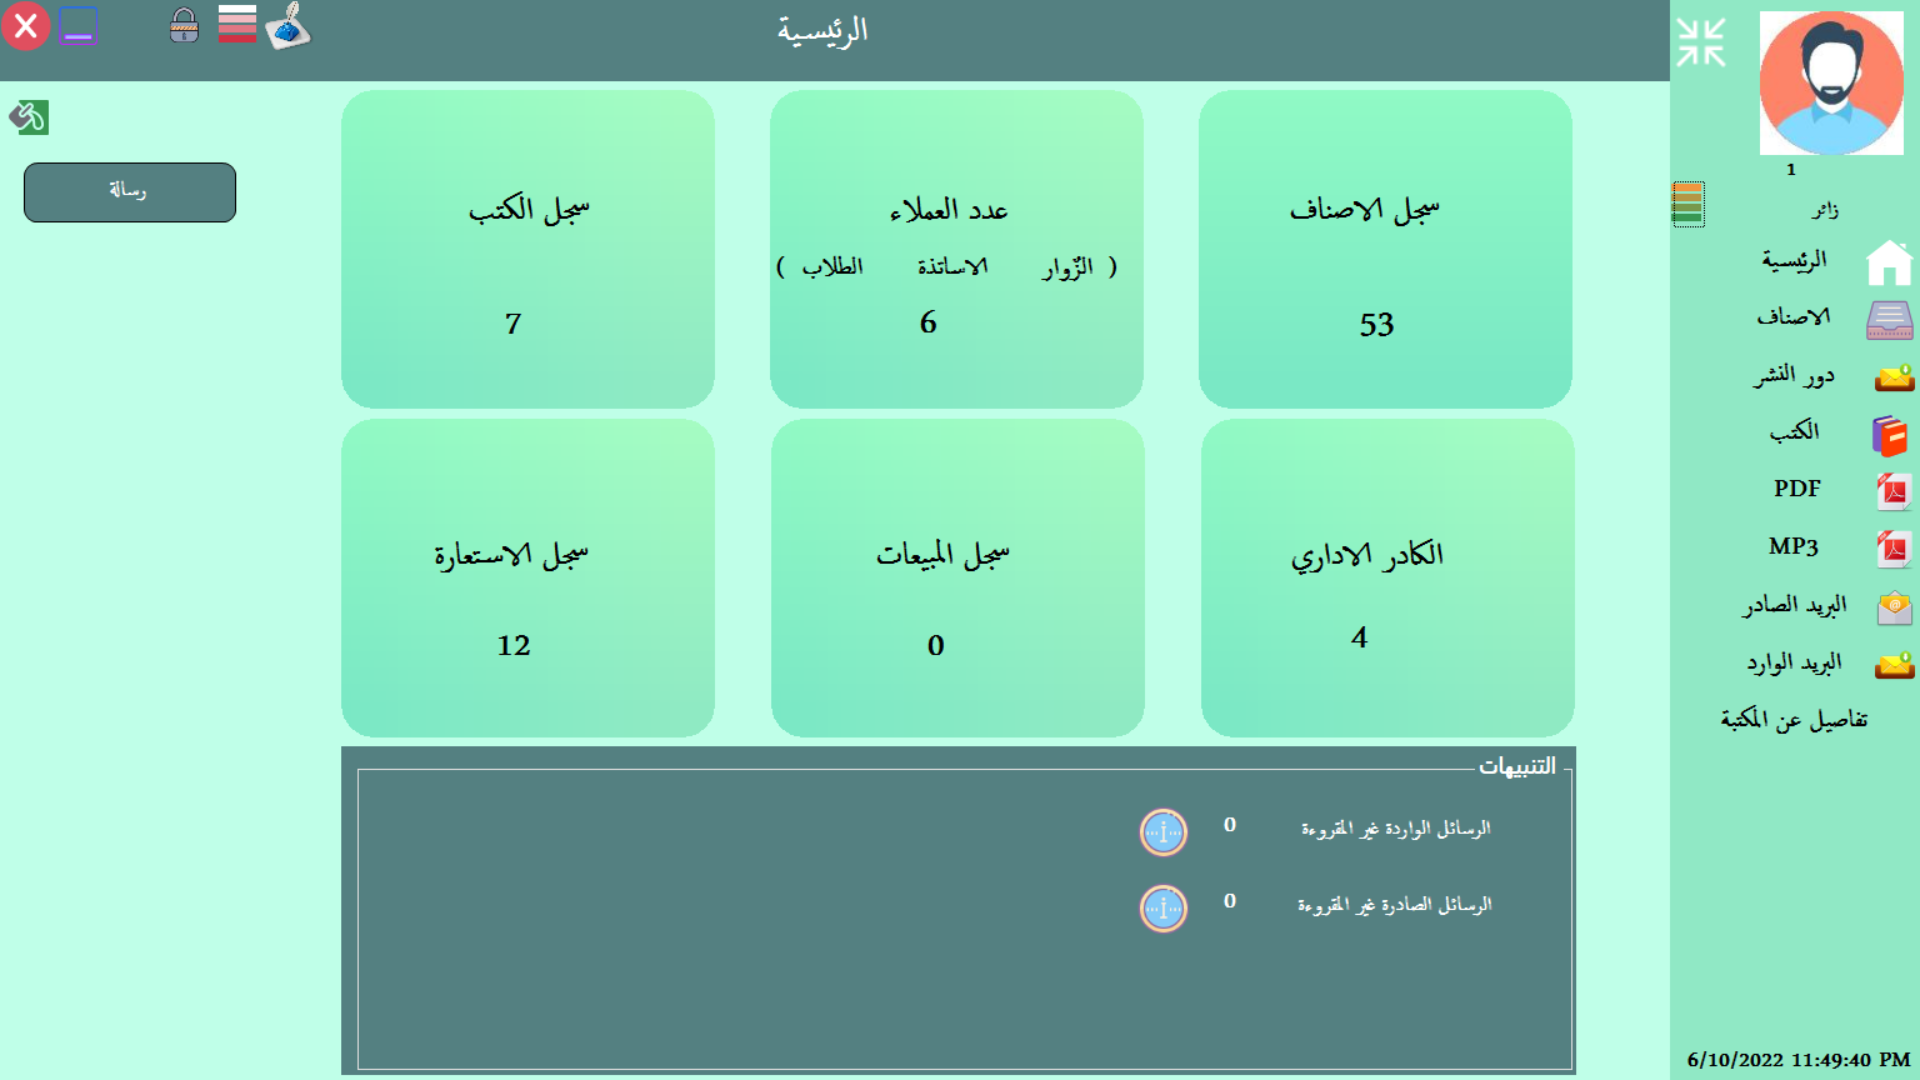 الرئيسية
1
زائر
الرئيسية
الاصناف
دور النشر
الكتب
PDF
MP3
البريد الصادر
البريد الوارد
تفاصيل عن المكتبة
6/10/2022 11:49:40 PM
سجل الاصناف
53
عدد العملاء
( الزوّار الاساتذة الطلاب )
6
سجل الكتب
7
الكادر الاداري
4
سجل المبيعات
0
سجل الاستعارة
12
رسالة
التنبيهات
الرسائل الواردة غير المقروءة 0
الرسائل الصادرة غير المقروءة 0